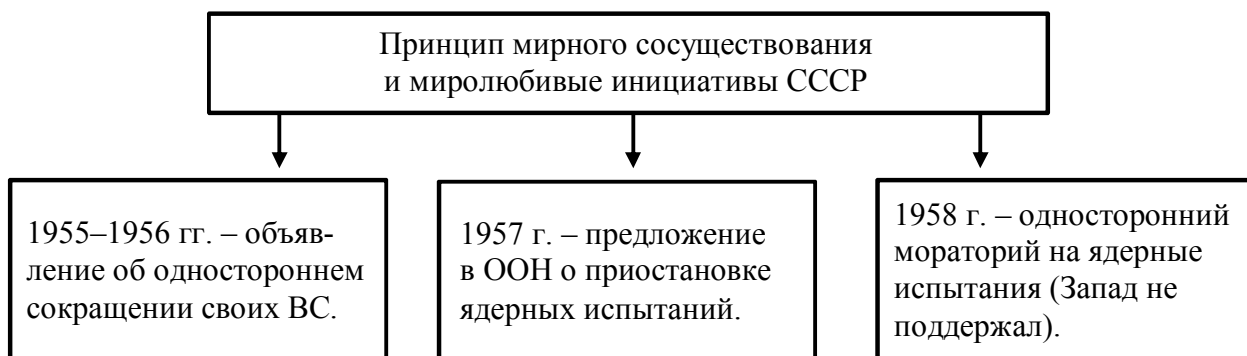 Принцип мирного сосуществования
и миролюбивые инициативы СССР
1955–1956 гг. – объяв-
ление об одностороннем
сокращении своих ВС.
1957 г. – предложение
в ООН о приостановке
ядерных испытаний.
1958 г. – односторонний
мораторий на ядерные
испытания (Запад не
поддержал).